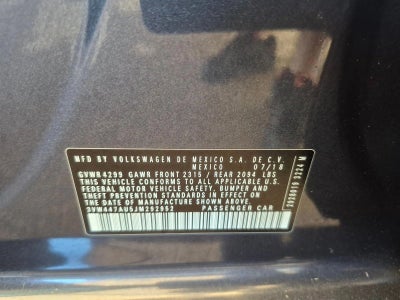 MFD BY VOLKSWAGEN DE MEXICO S.A. DE C.V.
MEXICO 07/18
GVWR 4299 GAWR FRONT 2315 / REAR 2094 LBS
THIS VEHICLE CONFORMS TO ALL APPLICABLE U.S.
FEDERAL MOTOR VEHICLE SAFETY, BUMPER AND
THEFT PREVENTION STANDARDS IN EFFECT
ON THE DATE OF MANUFACTURE SHOWN ABOVE
3VW447AU5JM292952 PASSENGER CAR